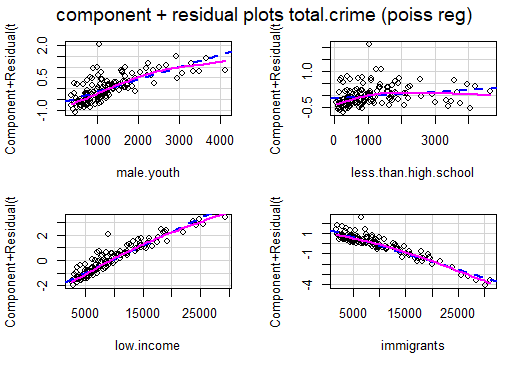 component + residual plots total.crime (poiss reg)
Component+Residual(t
-1.0 0.5 2.0
1000 2000 3000 4000
male.youth
Component+Residual(t
-0.5 1.0
0 1000 3000
less.than.high.school
Component+Residual(t
-2 0 2
5000 15000 25000
low.income
Component+Residual(t
-4 -1 1
5000 15000 25000
immigrants